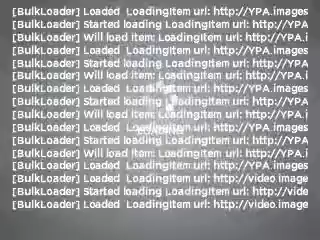 [BulkLoader] Loaded LoadingItem url: http://YPA.images
[BulkLoader] Started loading LoadingItem url: http://YPA
[BulkLoader] Will load item: LoadingItem url: http://YPA.i
[BulkLoader] Loaded LoadingItem url: http://YPA.images
[BulkLoader] Started loading LoadingItem url: http://YPA
[BulkLoader] Will load item: LoadingItem url: http://YPA.i
[BulkLoader] Loaded LoadingItem url: http://YPA.images
[BulkLoader] Started loading LoadingItem url: http://YPA
[BulkLoader] Will load item: LoadingItem url: http://YPA.i
[BulkLoader] Loaded LoadingItem url: http://YPA.images
[BulkLoader] Started loading LoadingItem url: http://YPA
[BulkLoader] Will load item: LoadingItem url: http://YPA.i
[BulkLoader] Loaded LoadingItem url: http://video.image
[BulkLoader] Started loading LoadingItem url: http://vide
[BulkLoader] Loaded LoadingItem url: http://video.image